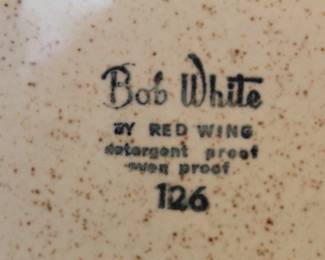 Bob White
BY RED WING
detergent proof
oven proof
126